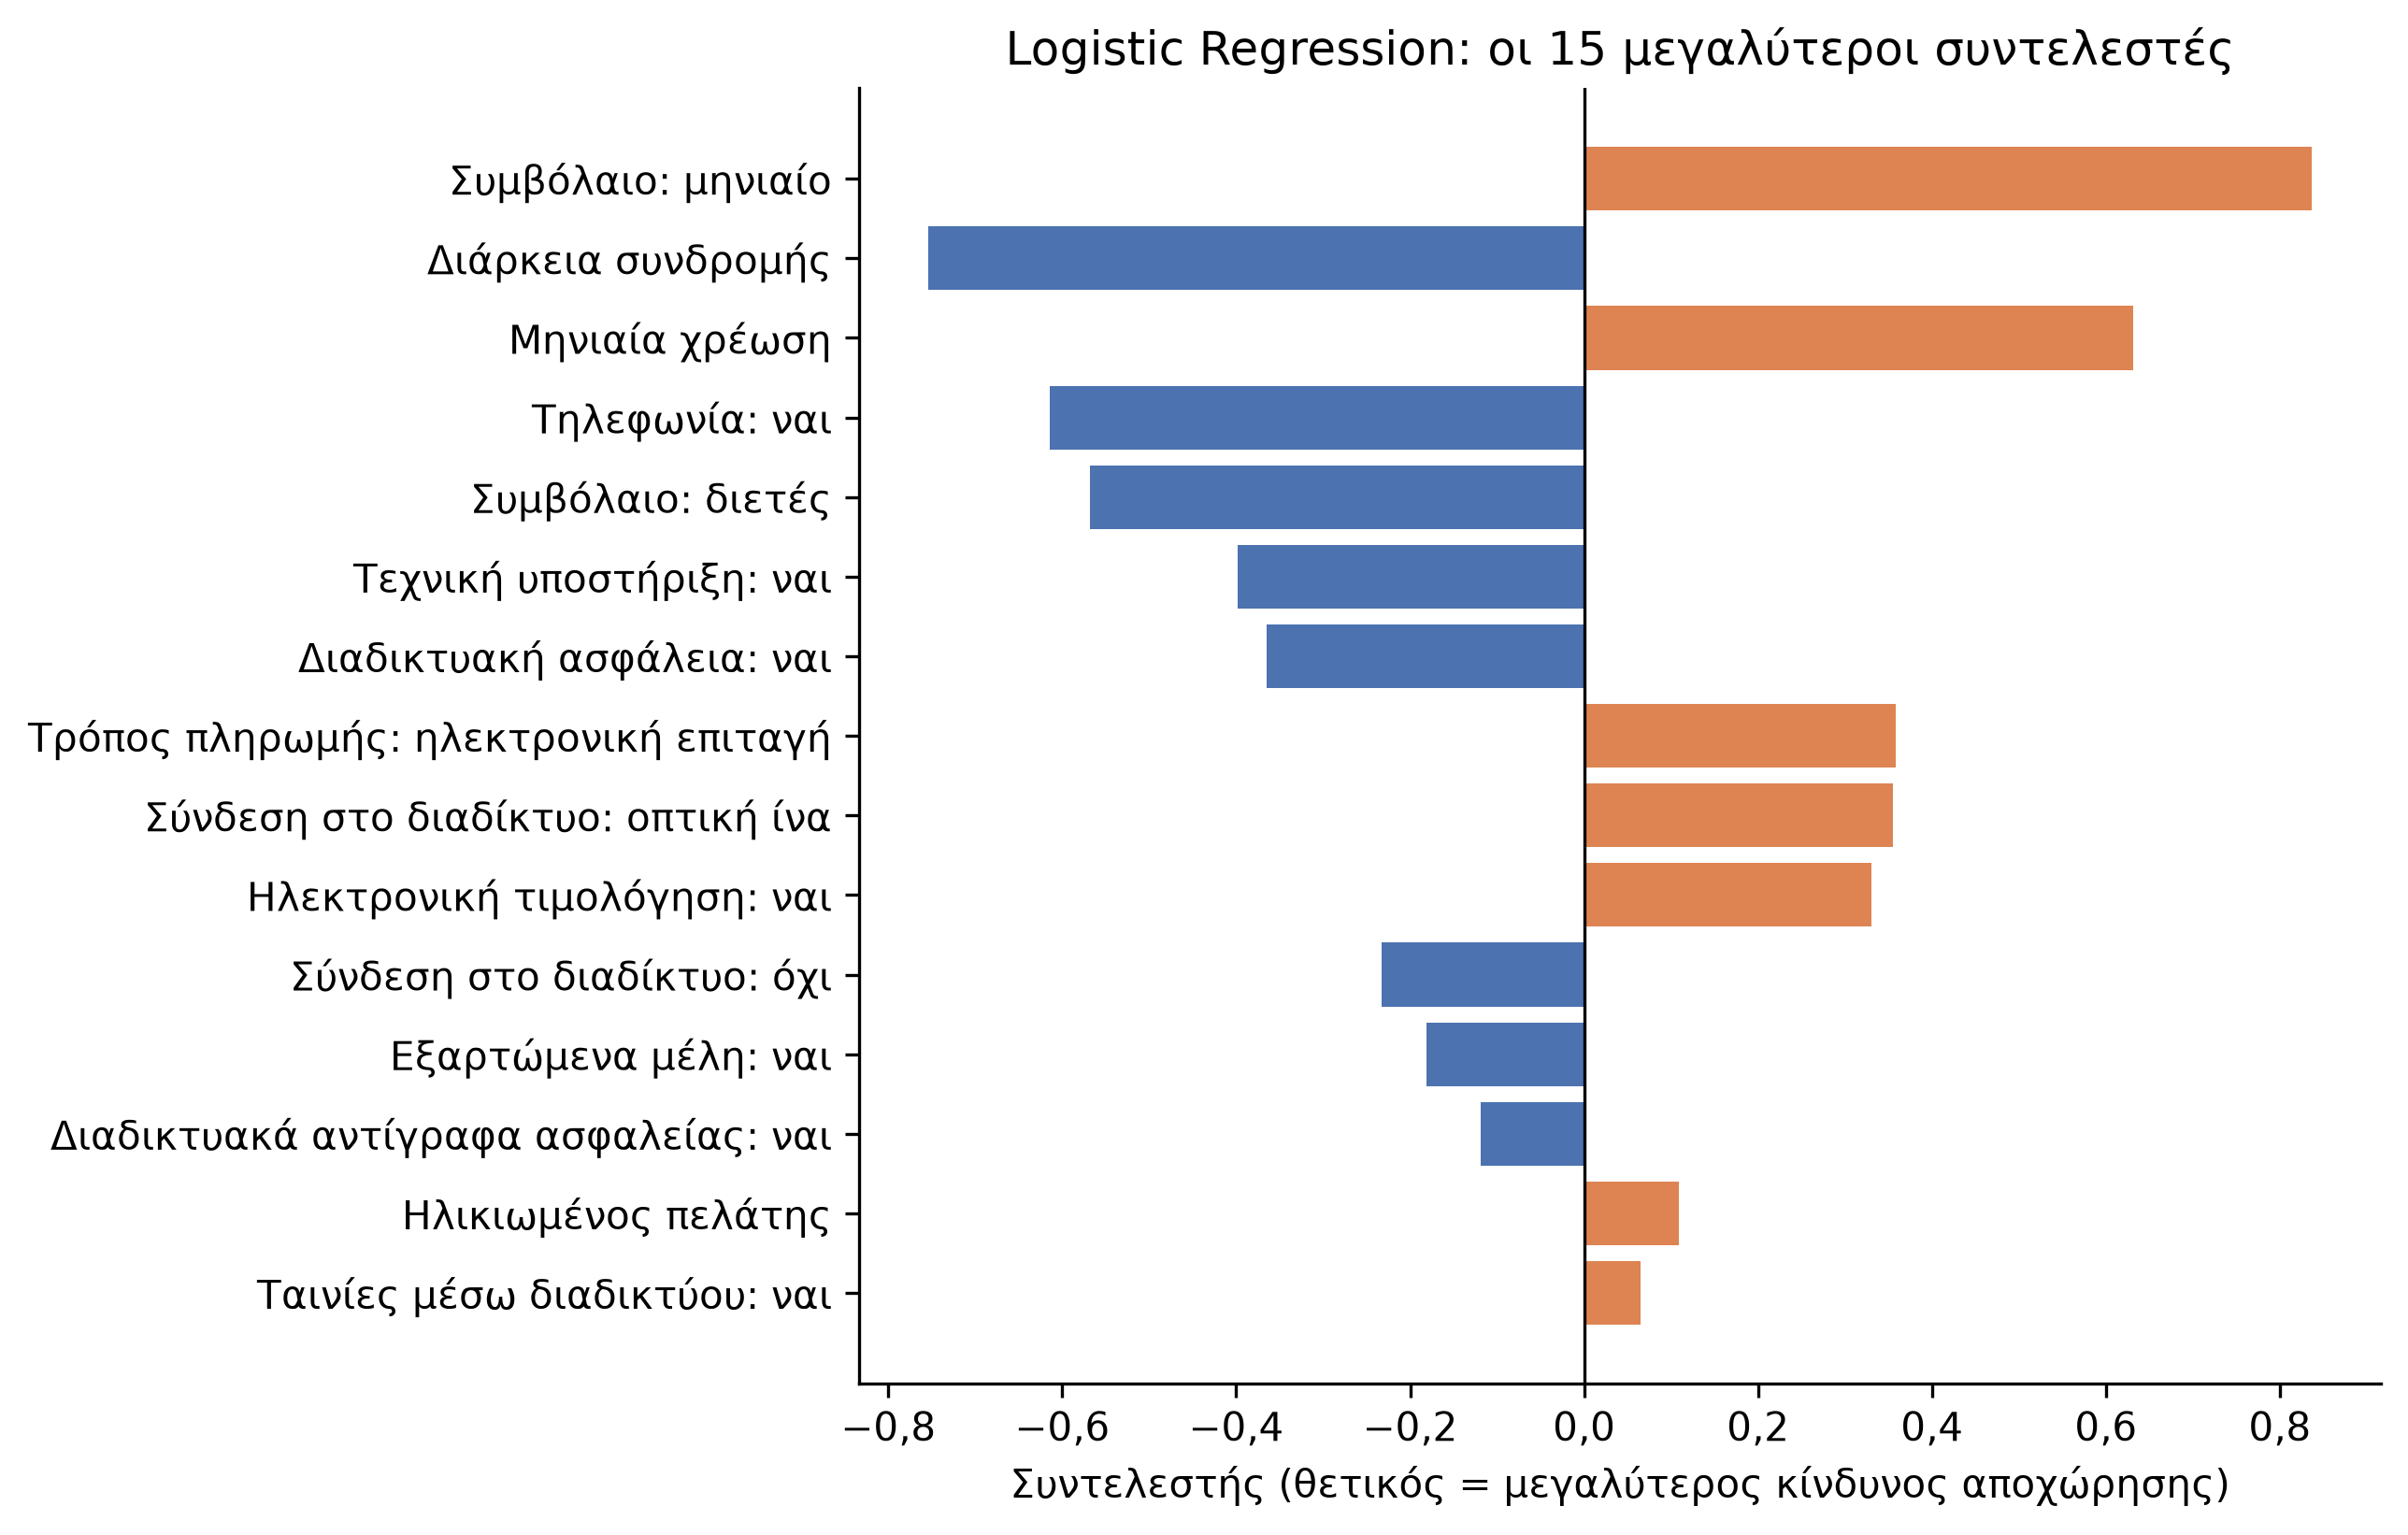 Logistic Regression: οι 15 μεγαλύτεροι συντελεστές
Συμβόλαιο: μηνιαίο
Διάρκεια συνδρομής
Μηνιαία χρέωση
Τηλεφωνία: ναι
Συμβόλαιο: διετές
Τεχνική υποστήριξη: ναι
Διαδικτυακή ασφάλεια: ναι
Τρόπος πληρωμής: ηλεκτρονική επιταγή
Σύνδεση στο διαδίκτυο: οπτική ίνα
Ηλεκτρονική τιμολόγηση: ναι
Σύνδεση στο διαδίκτυο: όχι
Εξαρτώμενα μέλη: ναι
Διαδικτυακά αντίγραφα ασφαλείας: ναι
Ηλικιωμένος πελάτης
Ταινίες μέσω διαδικτύου: ναι
−0,8 −0,6 −0,4 −0,2 0,0 0,2 0,4 0,6 0,8
Συντελεστής (θετικός = μεγαλύτερος κίνδυνος αποχώρησης)